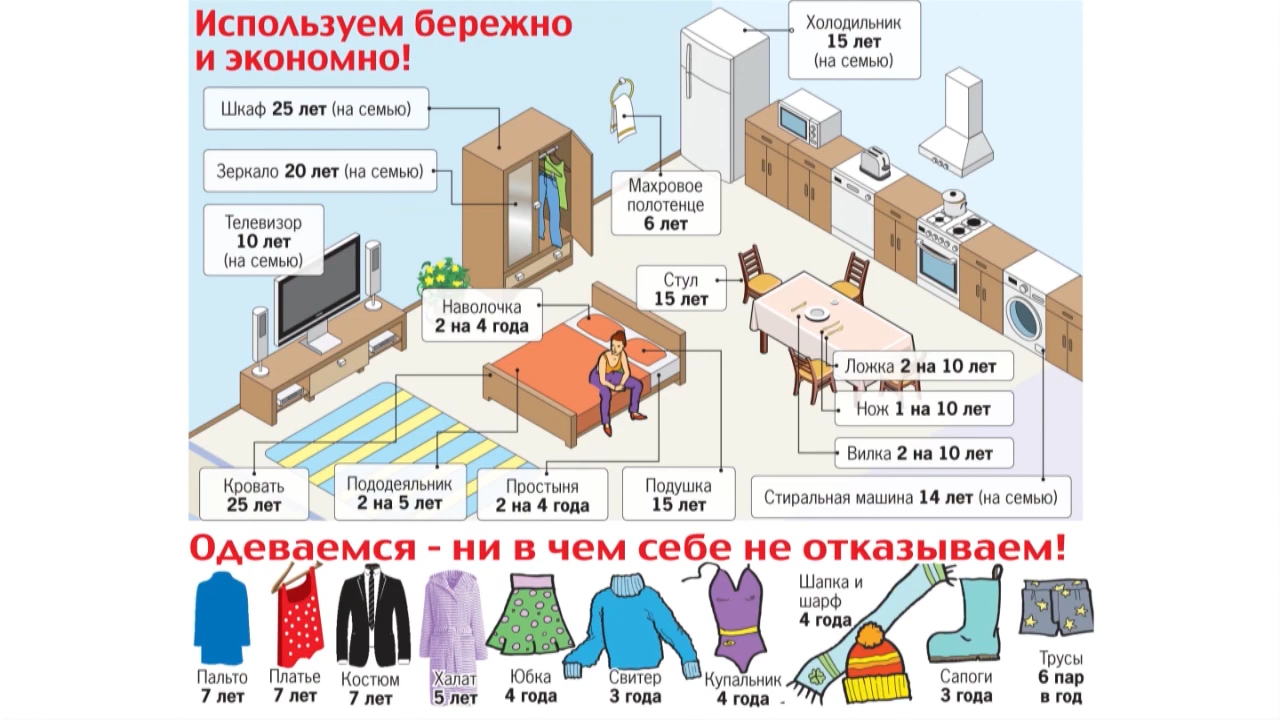 Используем бережно
и экономно!
Холодильник
15 лет
(на семью)
Шкаф 25 лет (на семью)
Зеркало 20 лет (на семью)
Махровое
полотенце
6 лет
Телевизор
10 лет
(на семью)
Стул
15 лет
Наволочка
2 на 4 года
Ложка 2 на 10 лет
Нож 1 на 10 лет
Вилка 2 на 10 лет
Кровать
25 лет
Пододеяльник
2 на 5 лет
Простыня
2 на 4 года
Подушка
15 лет
Стиральная машина 14 лет (на семью)
Одеваемся - ни в чем себе не отказываем!
Пальто
7 лет
Платье
7 лет
Костюм
7 лет
Халат
5 лет
Юбка
4 года
Свитер
3 года
Купальник
4 года
Шапка и
шарф
4 года
Сапоги
3 года
Трусы
6 пар
в год